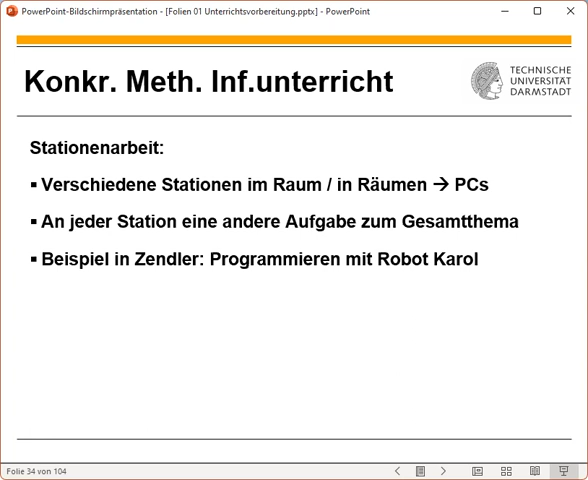 PowerPoint-Bildschirmpräsentation - [Folien 01 Unterrichtsvorbereitung.pptx] - PowerPoint
Konkr. Meth. Inf.unterricht
TECHNISCHE
UNIVERSITÄT
DARMSTADT
Stationenarbeit:
▪ Verschiedene Stationen im Raum / in Räumen → PCs
▪ An jeder Station eine andere Aufgabe zum Gesamtthema
▪ Beispiel in Zendler: Programmieren mit Robot Karol
Folie 34 von 104